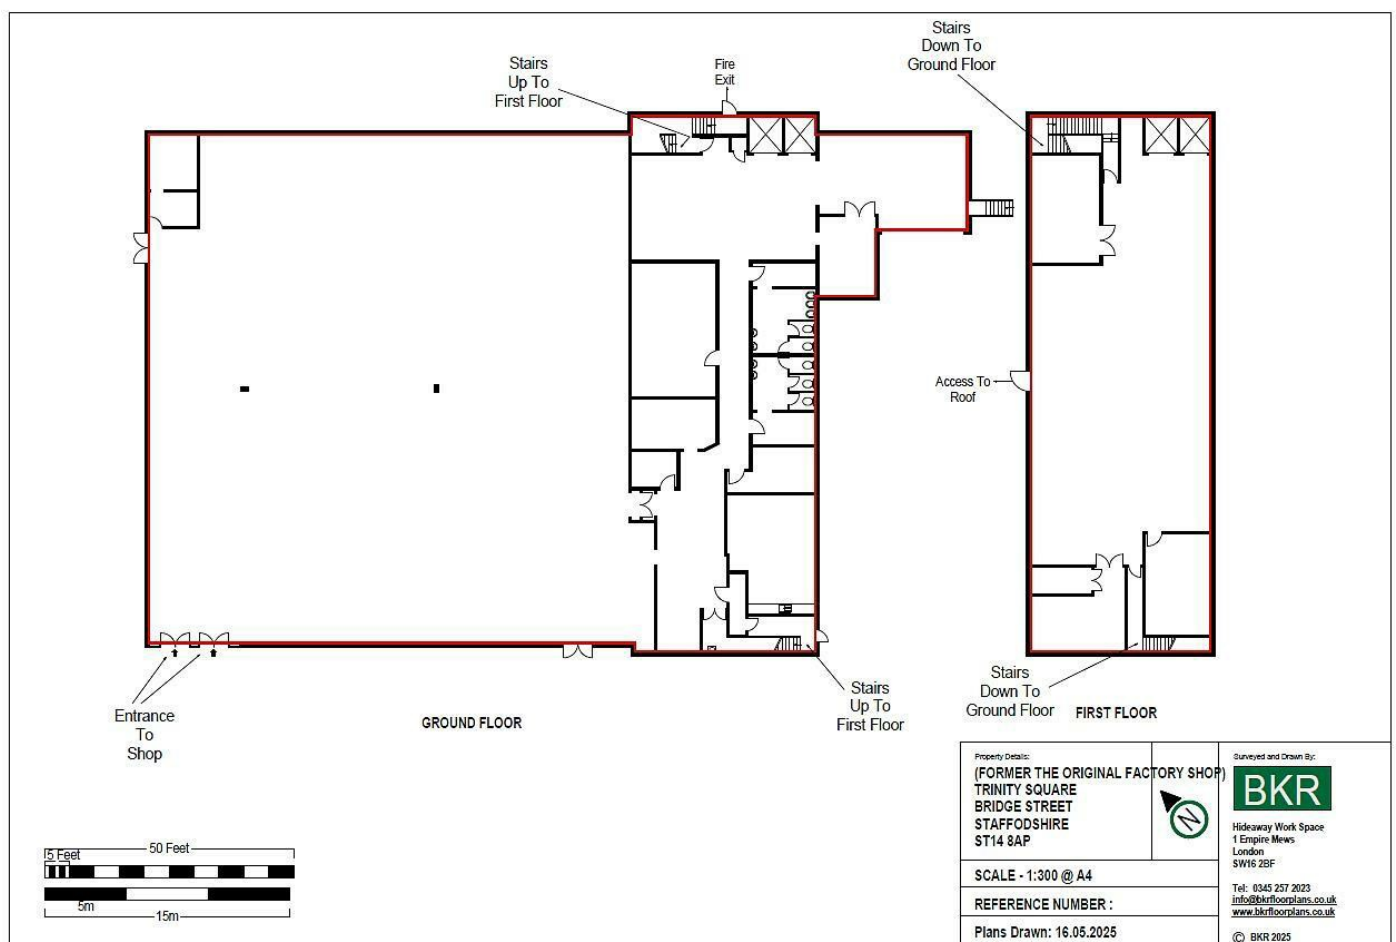 Stairs
Down To
Ground Floor
Stairs
Up To
First Floor
Fire
Exit
Access To
Roof
Entrance
To
Shop
GROUND FLOOR
Stairs
Up To
First Floor
Stairs
Down To
Ground Floor
FIRST FLOOR
5 Feet
50 Feet
5m
15m
Property Details:
(FORMER THE ORIGINAL FACTORY SHOP)
TRINITY SQUARE
BRIDGE STREET
STAFFODSHIRE
ST14 8AP
N
SCALE - 1:300 @ A4
REFERENCE NUMBER :
Plans Drawn: 16.05.2025
Surveyed and Drawn By:
BKR
Hideaway Work Space
1 Empire Mews
London
SW16 2BF
Tel: 0345 257 2023
info@bkrfloorplans.co.uk
www.bkrfloorplans.co.uk
© BKR 2025